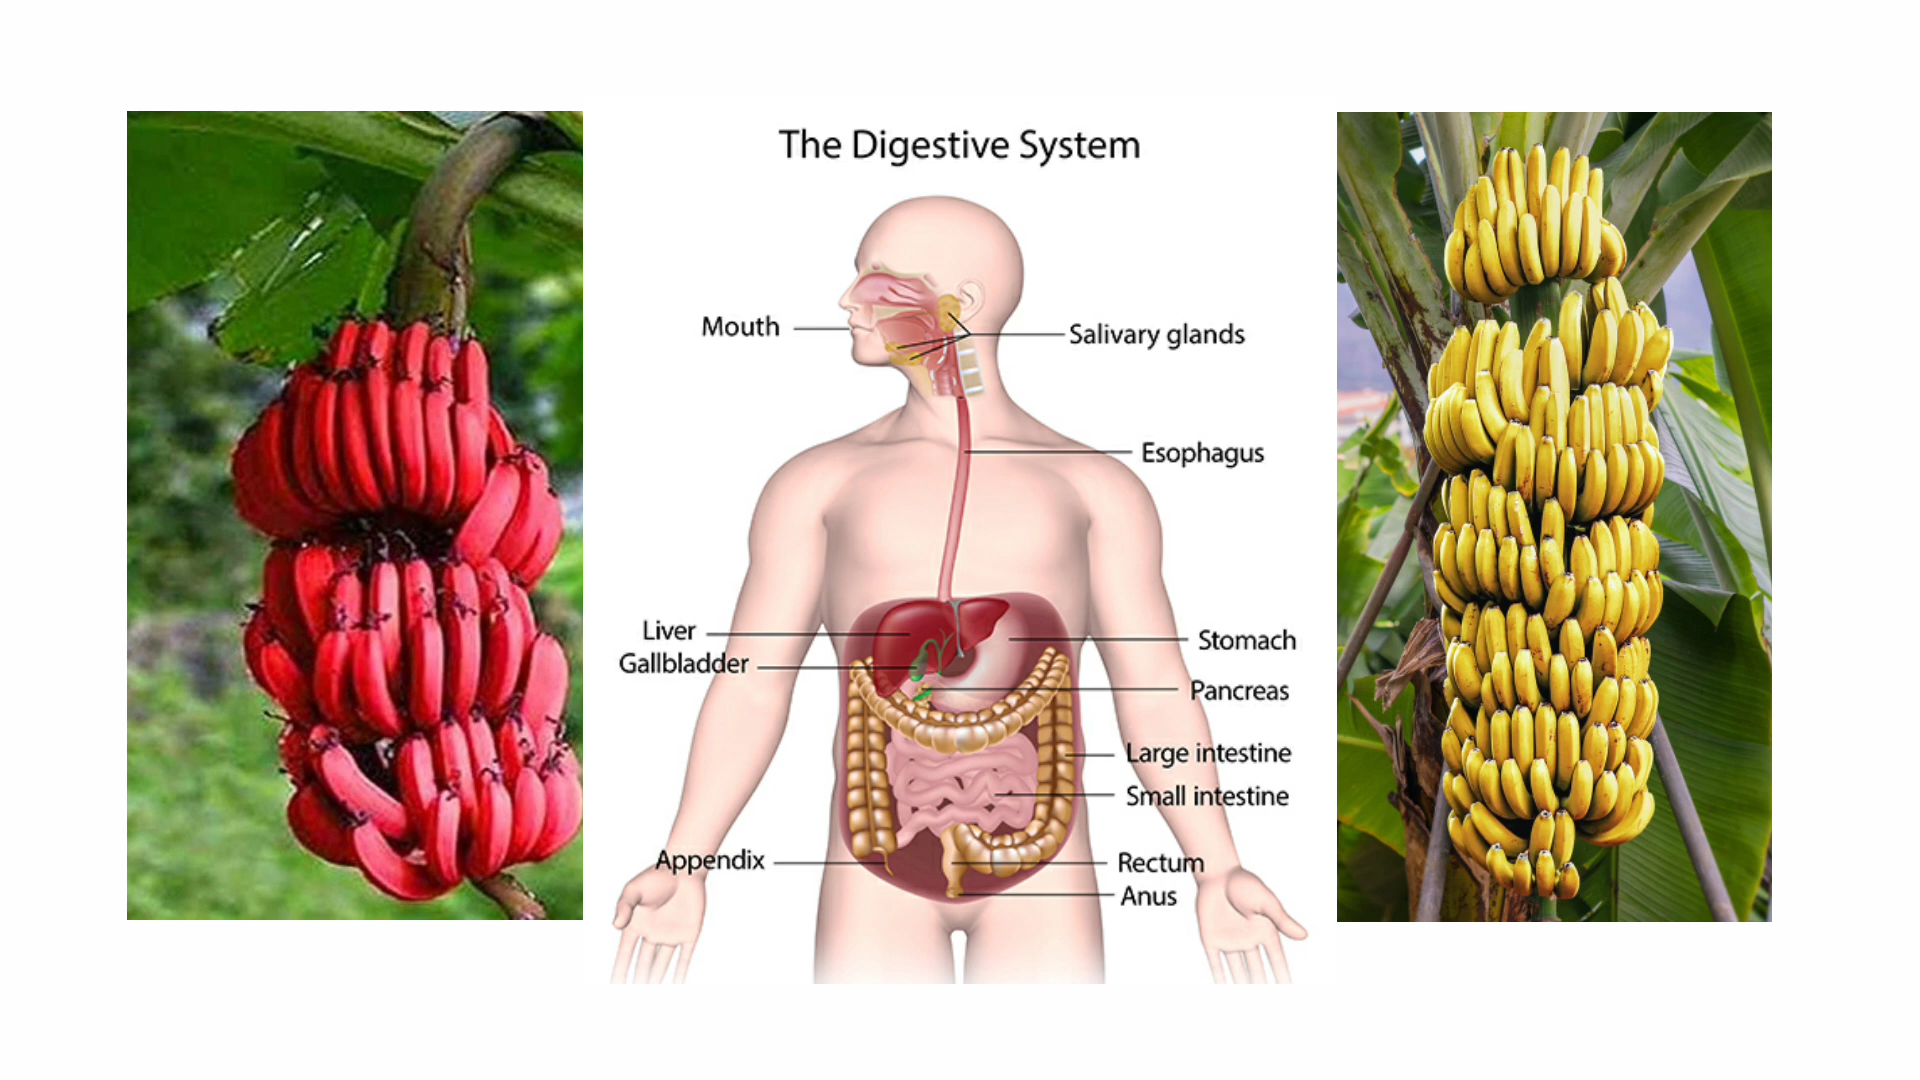 The Digestive System
Mouth
Salivary glands
Esophagus
Liver
Gallbladder
Stomach
Pancreas
Large intestine
Small intestine
Appendix
Rectum
Anus